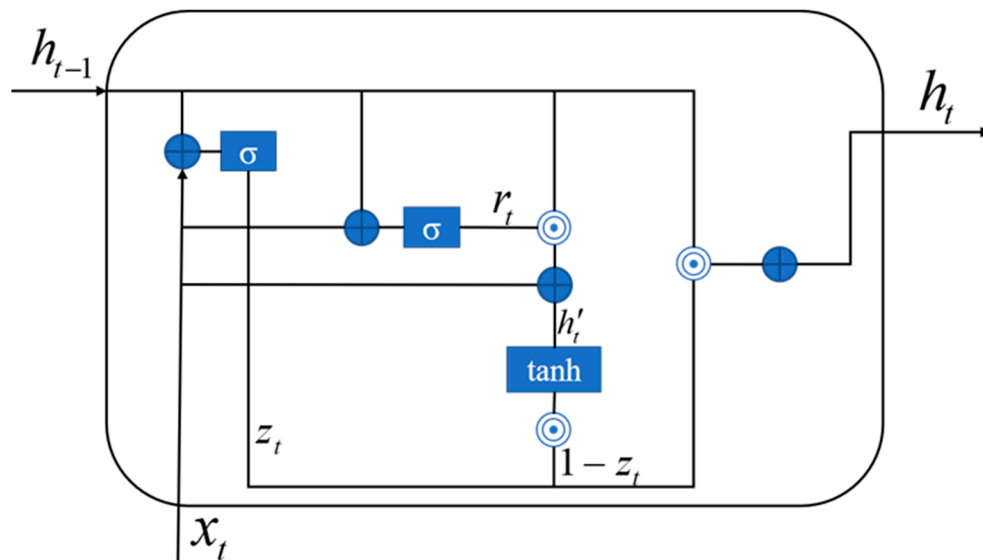 h_{t-1}
h_t
σ
σ
r_t
h'_t
tanh
z_t
1 - z_t
x_t